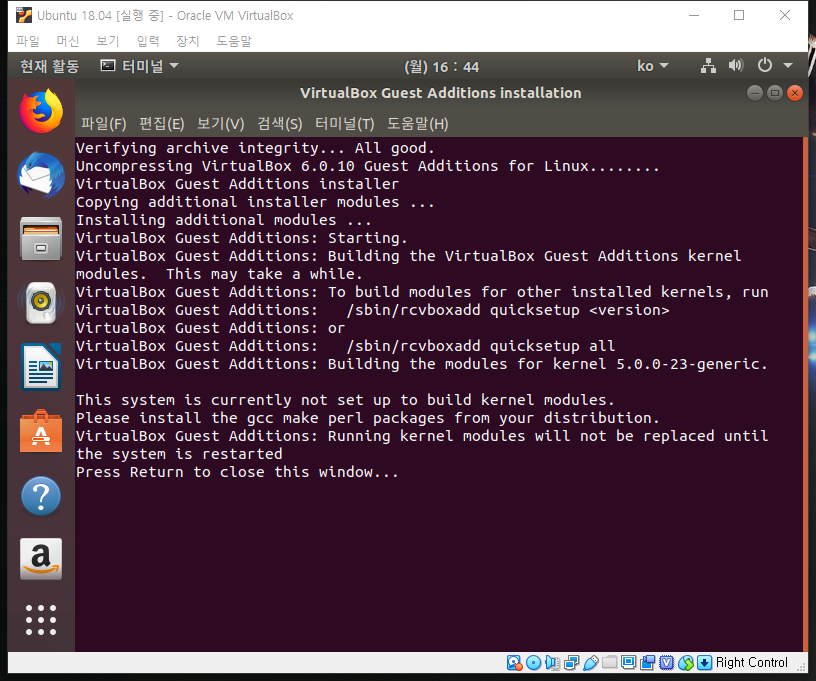 Ubuntu 18.04 [실행 중] - Oracle VM VirtualBox
파일 머신 보기 입력 장치 도움말
현재 활동 터미널 (월) 16 : 44 ko
VirtualBox Guest Additions installation
파일(F) 편집(E) 보기(V) 검색(S) 터미널(T) 도움말(H)
Verifying archive integrity... All good.
Uncompressing VirtualBox 6.0.10 Guest Additions for Linux........
VirtualBox Guest Additions installer
Copying additional installer modules ...
Installing additional modules ...
VirtualBox Guest Additions: Starting.
VirtualBox Guest Additions: Building the VirtualBox Guest Additions kernel
modules.  This may take a while.
VirtualBox Guest Additions: To build modules for other installed kernels, run
VirtualBox Guest Additions:   /sbin/rcvboxadd quicksetup <version>
VirtualBox Guest Additions: or
VirtualBox Guest Additions:   /sbin/rcvboxadd quicksetup all
VirtualBox Guest Additions: Building the modules for kernel 5.0.0-23-generic.
This system is currently not set up to build kernel modules.
Please install the gcc make perl packages from your distribution.
VirtualBox Guest Additions: Running kernel modules will not be replaced until
the system is restarted
Press Return to close this window...
Right Control